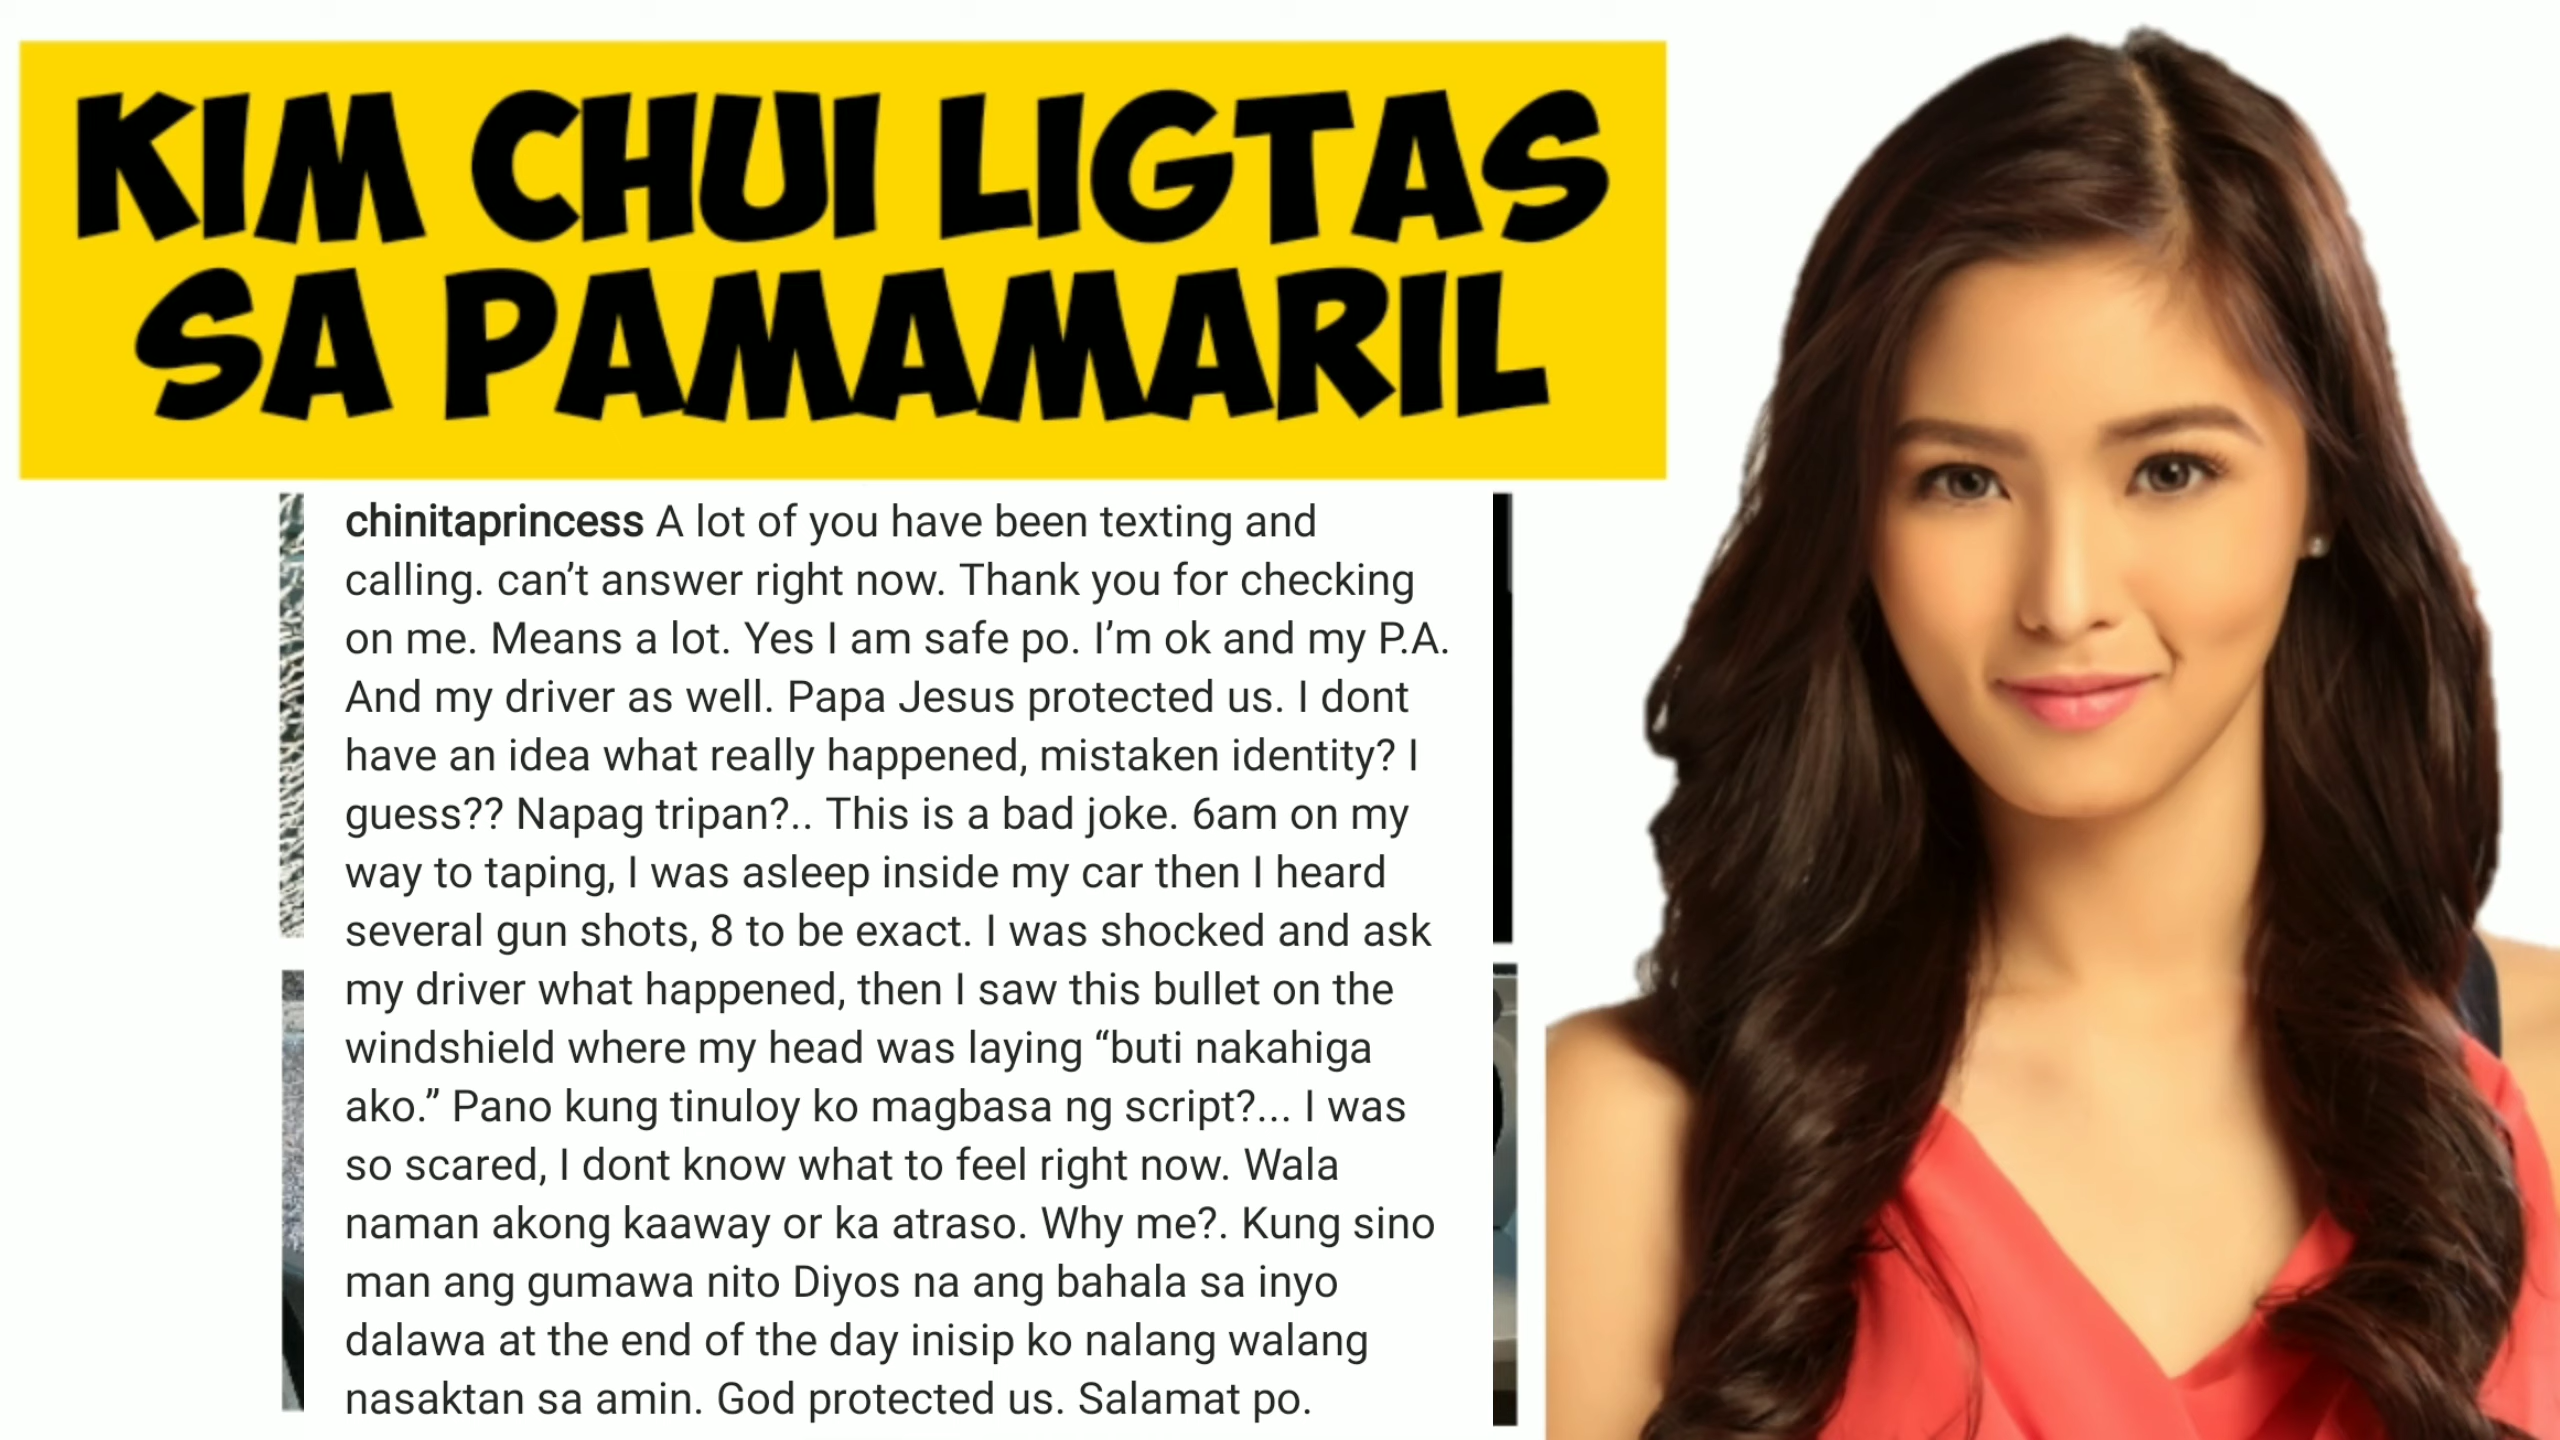 KIM CHUI LIGTAS
SA PAMAMARIL
chinitaprincess A lot of you have been texting and
calling. can’t answer right now. Thank you for checking
on me. Means a lot. Yes I am safe po. I’m ok and my P.A.
And my driver as well. Papa Jesus protected us. I dont
have an idea what really happened, mistaken identity? I
guess?? Napag tripan?.. This is a bad joke. 6am on my
way to taping, I was asleep inside my car then I heard
several gun shots, 8 to be exact. I was shocked and ask
my driver what happened, then I saw this bullet on the
windshield where my head was laying “buti nakahiga
ako.” Pano kung tinuloy ko magbasa ng script?... I was
so scared, I dont know what to feel right now. Wala
naman akong kaaway or ka atraso. Why me?. Kung sino
man ang gumawa nito Diyos na ang bahala sa inyo
dalawa at the end of the day inisip ko nalang walang
nasaktan sa amin. God protected us. Salamat po.